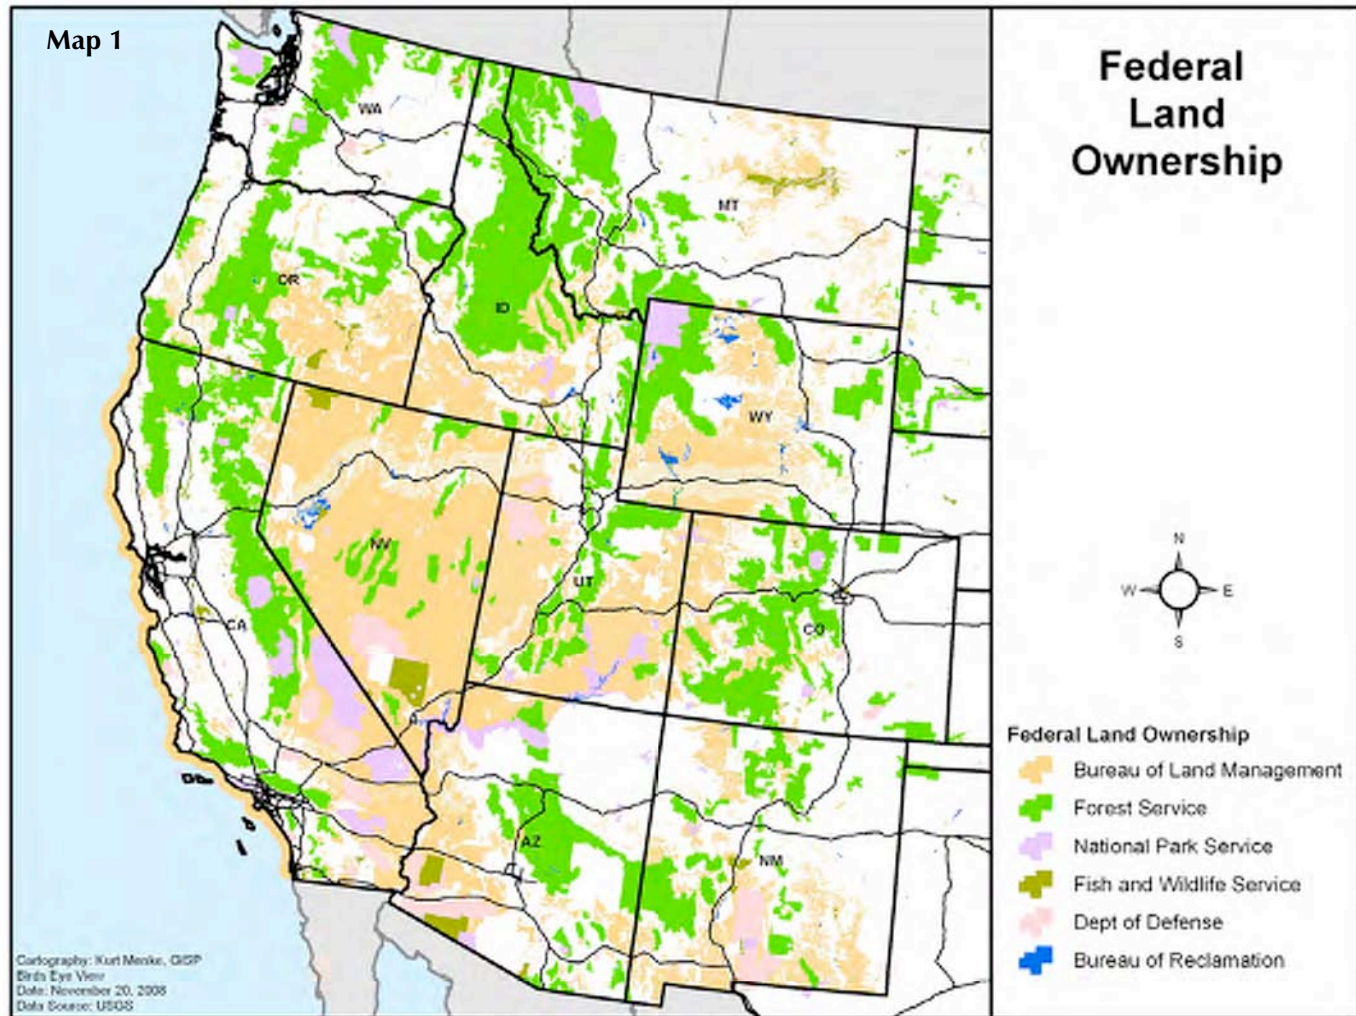 Map 1
Federal
Land
Ownership
WA
MT
OR
ID
WY
NV
UT
CA
CO
AZ
NM
N
W E
S
Federal Land Ownership
Bureau of Land Management
Forest Service
National Park Service
Fish and Wildlife Service
Dept of Defense
Bureau of Reclamation
Cartography: Kurt Menke, GISP
Birds Eye View
Date: November 20, 2008
Data Source: USGS